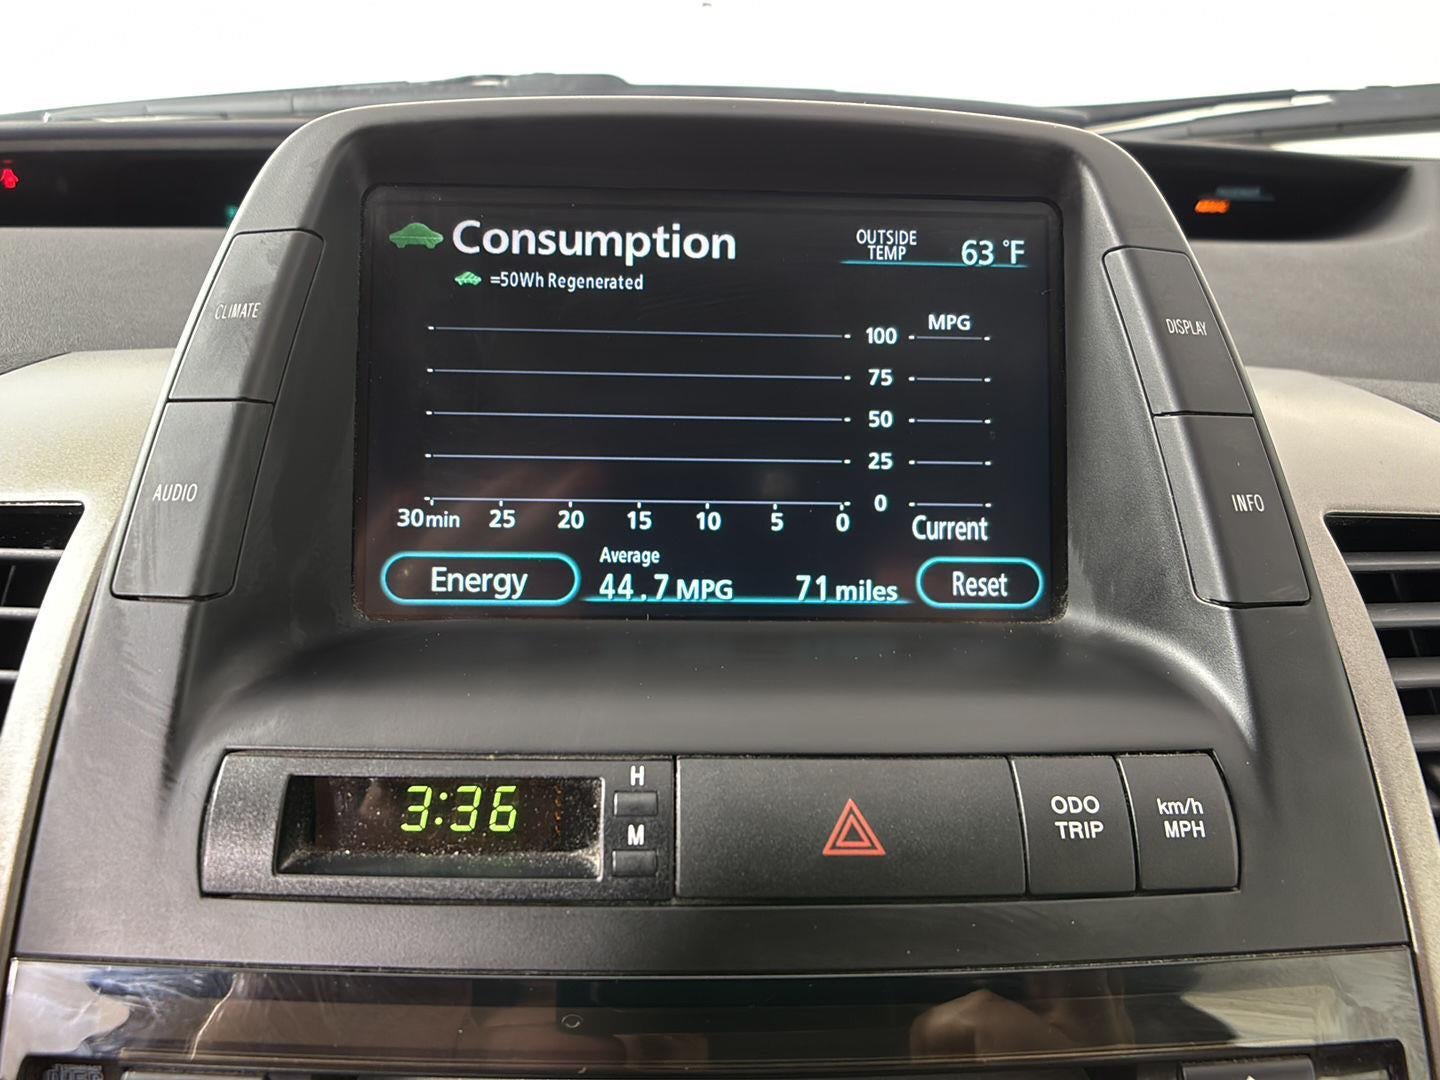 Consumption
OUTSIDE TEMP 63 °F
=50Wh Regenerated
MPG
100
75
50
25
0
30min 25 20 15 10 5 0
Current
Energy
Average
44.7 MPG 71 miles
Reset
CLIMATE
AUDIO
DISPLAY
INFO
3:36
H
M
ODO TRIP
km/h MPH